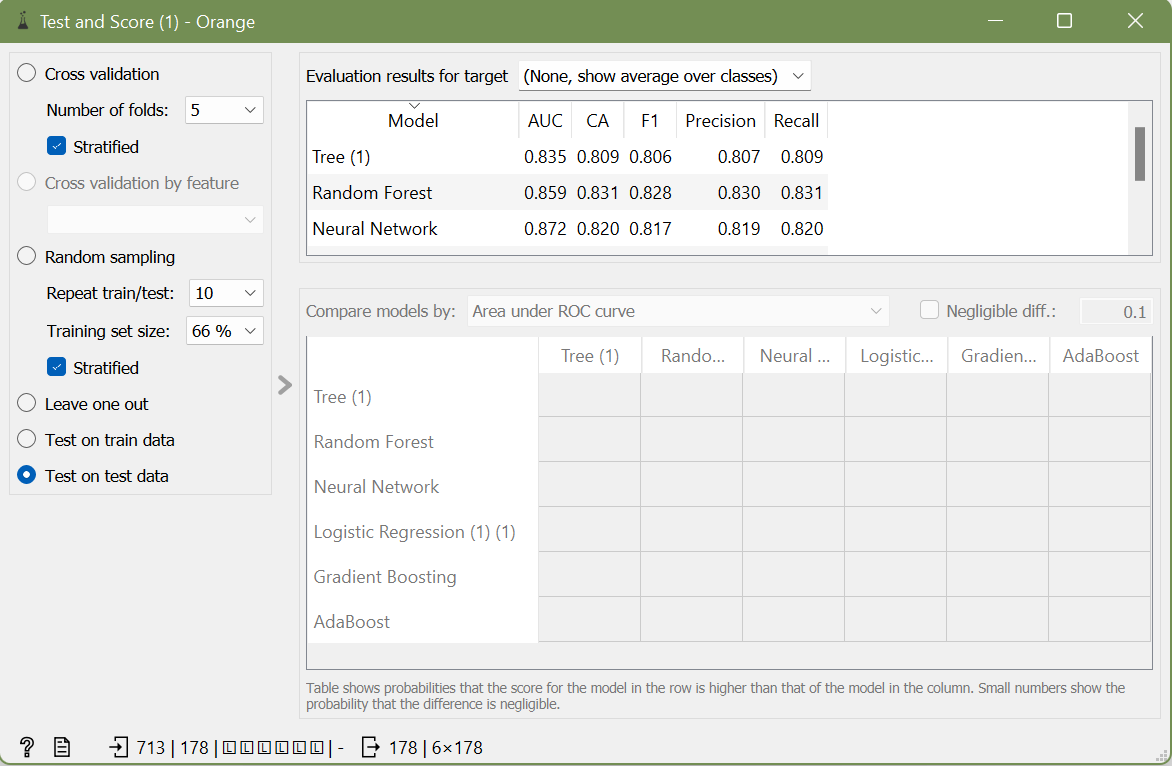 Test and Score (1) - Orange
Cross validation
Number of folds: 5
Stratified
Cross validation by feature
Random sampling
Repeat train/test: 10
Training set size: 66 %
Stratified
Leave one out
Test on train data
Test on test data
Evaluation results for target (None, show average over classes)
Model AUC CA F1 Precision Recall
Tree (1) 0.835 0.809 0.806 0.807 0.809
Random Forest 0.859 0.831 0.828 0.830 0.831
Neural Network 0.872 0.820 0.817 0.819 0.820
Compare models by: Area under ROC curve Negligible diff.: 0.1
Tree (1) Rando... Neural ... Logistic... Gradien... AdaBoost
Tree (1)
Random Forest
Neural Network
Logistic Regression (1) (1)
Gradient Boosting
AdaBoost
Table shows probabilities that the score for the model in the row is higher than that of the model in the column. Small numbers show the
probability that the difference is negligible.
? 713 | 178 | L L L L L L | - 178 | 6×178